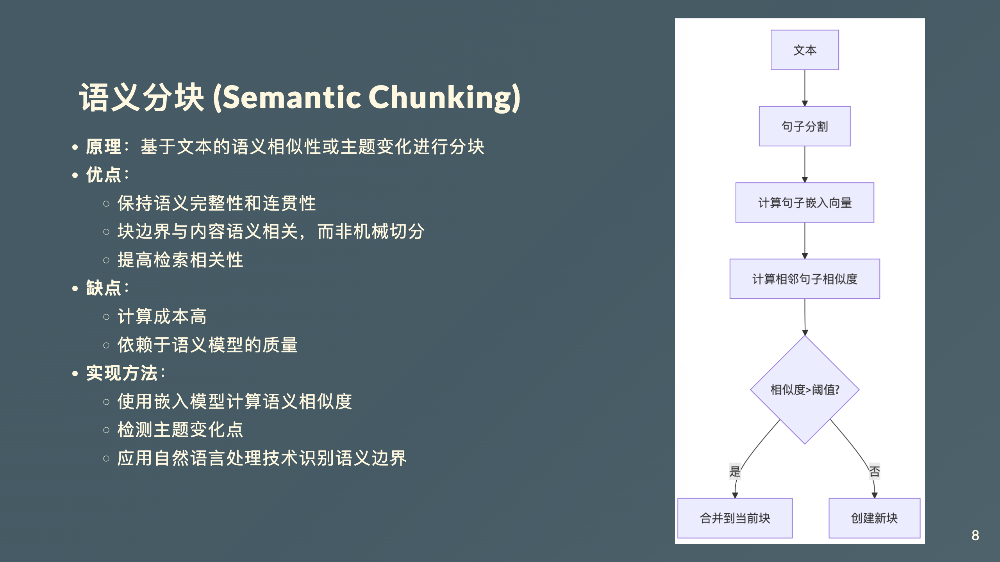 语义分块 (Semantic Chunking)
原理：基于文本的语义相似性或主题变化进行分块
优点：
保持语义完整性和连贯性
块边界与内容语义相关，而非机械切分
提高检索相关性
缺点：
计算成本高
依赖于语义模型的质量
实现方法：
使用嵌入模型计算语义相似度
检测主题变化点
应用自然语言处理技术识别语义边界
文本
句子分割
计算句子嵌入向量
计算相邻句子相似度
相似度>阈值?
是
否
合并到当前块
创建新块
8